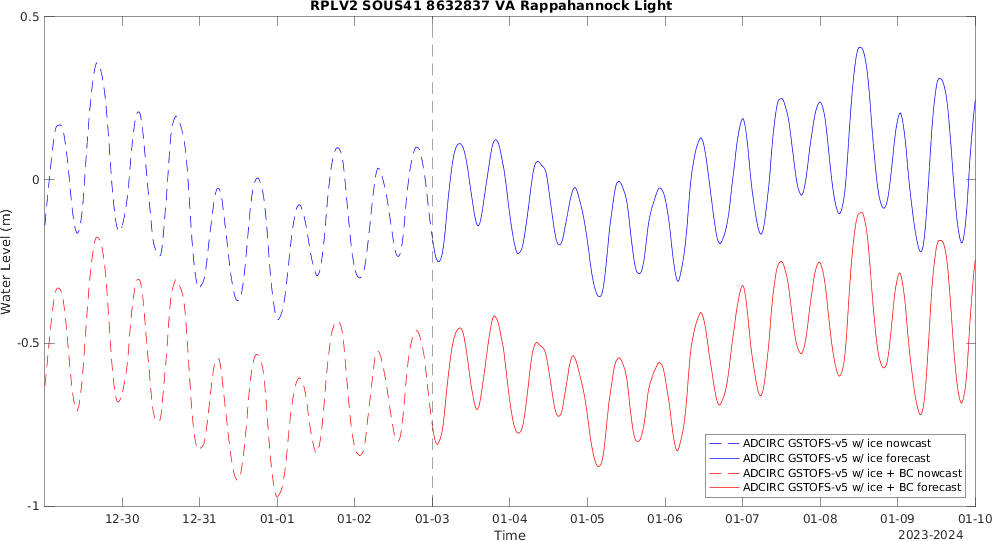 RPLV2 SOUS41 8632837 VA Rappahannock Light
Water Level (m)
0.5
0
-0.5
-1
12-30
12-31
01-01
01-02
01-03
01-04
01-05
01-06
01-07
01-08
01-09
01-10
Time
2023-2024
ADCIRC GSTOFS-v5 w/ ice nowcast
ADCIRC GSTOFS-v5 w/ ice forecast
ADCIRC GSTOFS-v5 w/ ice + BC nowcast
ADCIRC GSTOFS-v5 w/ ice + BC forecast